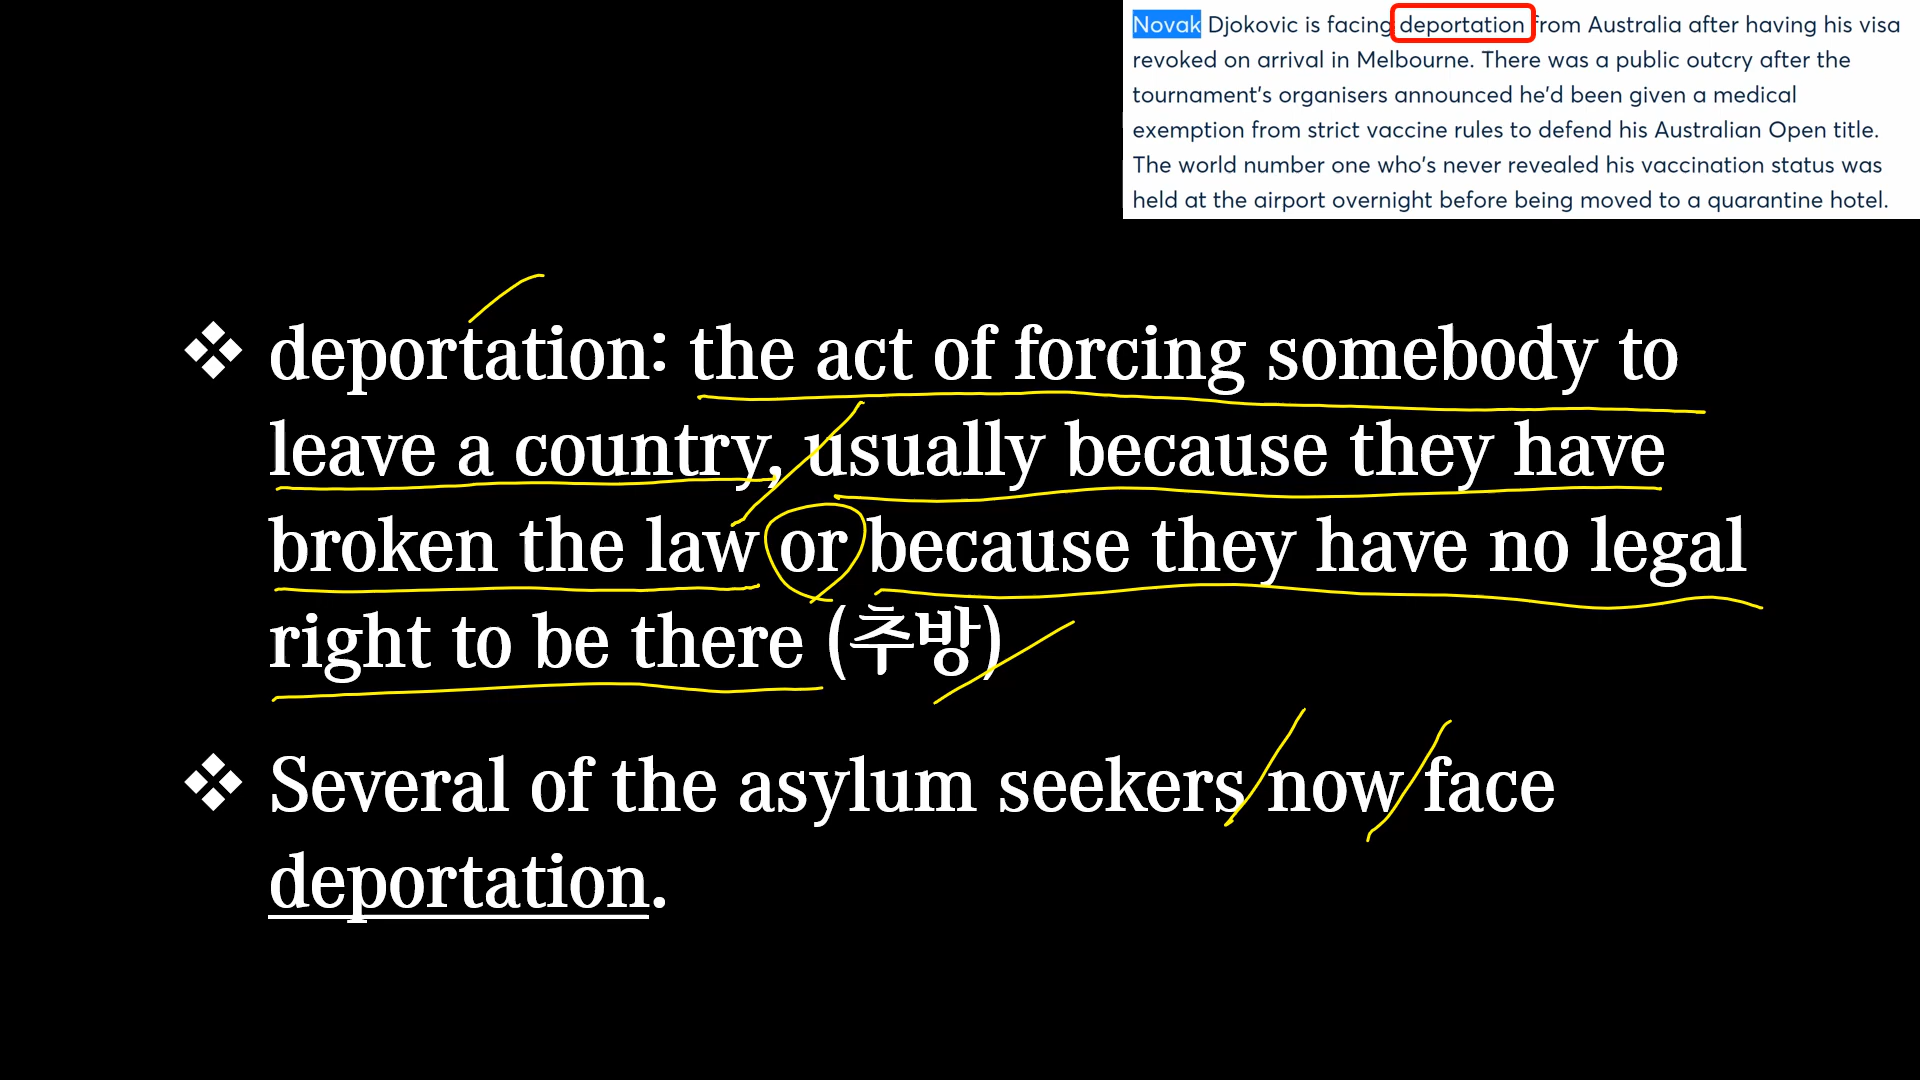 Novak Djokovic is facing deportation from Australia after having his visa
revoked on arrival in Melbourne. There was a public outcry after the
tournament's organisers announced he'd been given a medical
exemption from strict vaccine rules to defend his Australian Open title.
The world number one who's never revealed his vaccination status was
held at the airport overnight before being moved to a quarantine hotel.
❖ deportation: the act of forcing somebody to
leave a country, usually because they have
broken the law or because they have no legal
right to be there (추방)
❖ Several of the asylum seekers now face
deportation.